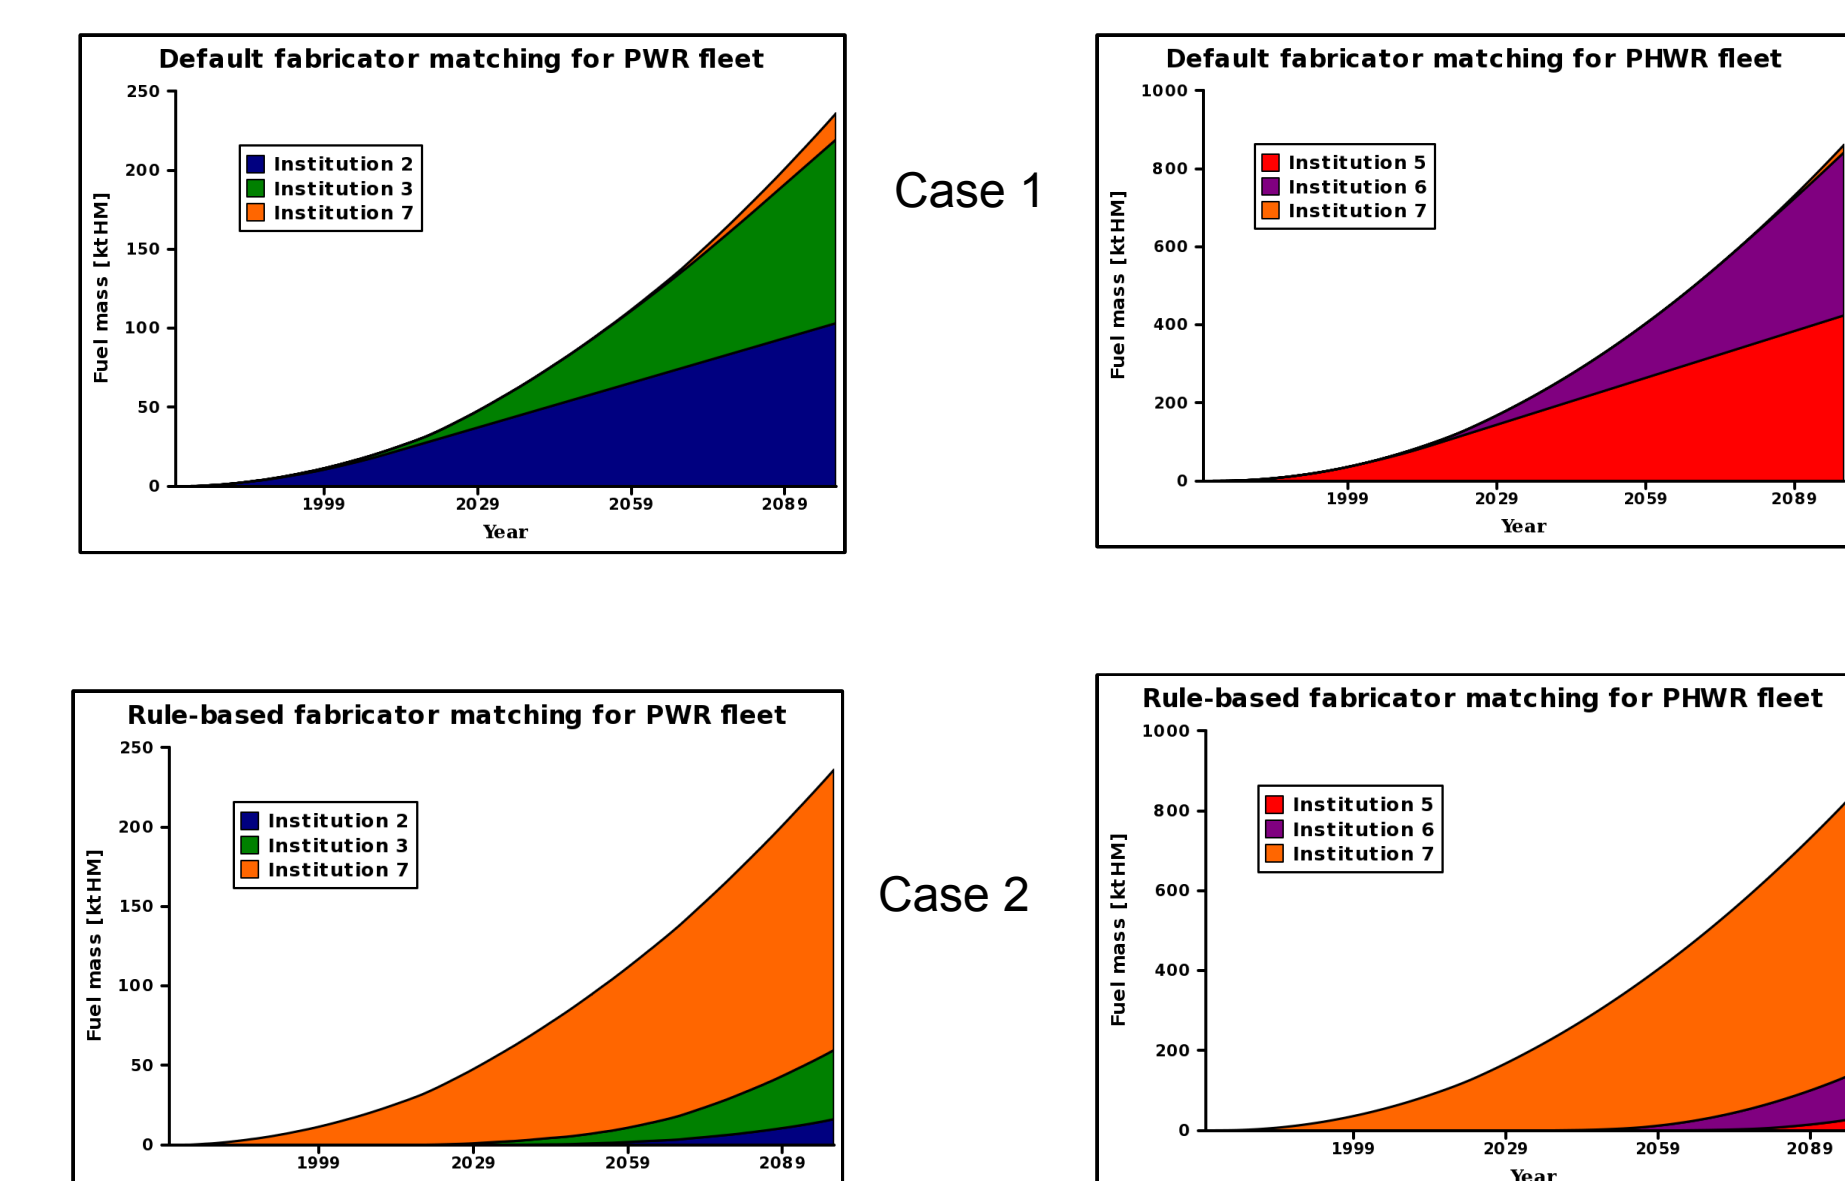 Default fabricator matching for PWR fleet
250
200
150
100
50
0
Fuel mass [ktHM]
Institution 2
Institution 3
Institution 7
1999 2029 2059 2089
Year
Case 1
Default fabricator matching for PHWR fleet
1000
800
600
400
200
0
Fuel mass [ktHM]
Institution 5
Institution 6
Institution 7
1999 2029 2059 2089
Year
Rule-based fabricator matching for PWR fleet
250
200
150
100
50
0
Fuel mass [ktHM]
Institution 2
Institution 3
Institution 7
1999 2029 2059 2089
Case 2
Rule-based fabricator matching for PHWR fleet
1000
800
600
400
200
0
Fuel mass [ktHM]
Institution 5
Institution 6
Institution 7
1999 2029 2059 2089
Year